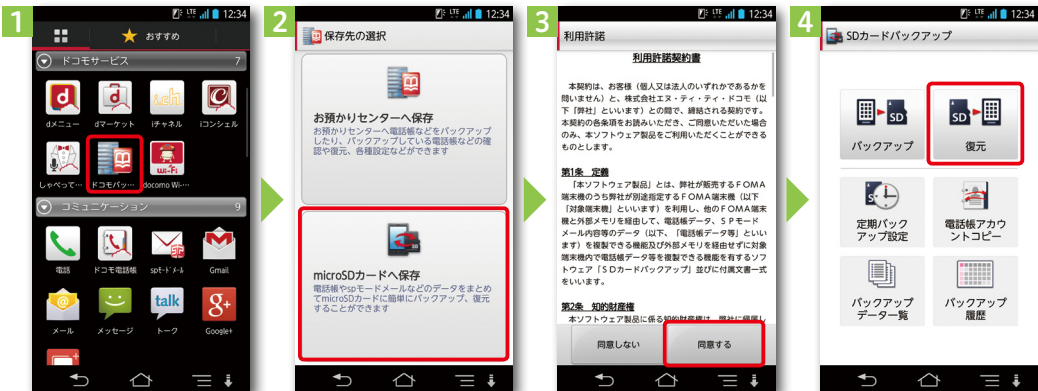 1
LTE 12:34
おすすめ
ドコモサービス 7
dメニュー dマーケット iチャネル iコンシェル
しゃべって… ドコモバッ… docomo Wi-…
コミュニケーション 9
電話 ドコモ電話帳 spモードメール Gmail
メール メッセージ トーク Google+
2
LTE 12:34
保存先の選択
お預かりセンターへ保存
お預かりセンターへ電話帳などをバックアップ
したり、バックアップしている電話帳などの確
認や復元、各種設定などができます
microSDカードへ保存
電話帳やspモードメールなどのデータをまとめ
てmicroSDカードに簡単にバックアップ、復元
することができます
3
LTE 12:34
利用許諾
利用許諾契約書
本契約は、お客様（個人又は法人のいずれかであるかを
問いません）と、株式会社エヌ・ティ・ティ・ドコモ（以
下「弊社」といいます）との間で、締結される契約です。
本契約の各条項をお読みいただき、ご同意いただいた場合
のみ、本ソフトウェア製品をご利用いただくことができる
ものとします。
第1条 定義
「本ソフトウェア製品」とは、弊社が販売するＦＯＭＡ
端末機のうち弊社が別途指定するＦＯＭＡ端末機（以下
「対象端末機」といいます）を利用し、他のＦＯＭＡ端末
機と外部メモリを経由して、電話帳データ、ＳＰモード
メール内容等のデータ（以下、「電話帳データ等」といい
ます）を複製できる機能及び外部メモリを経由せずに対象
端末機内で電話帳データ等を複製できる機能を有するソフ
トウェア「ＳＤカードバックアップ」並びに付属文書一式
をいいます。
第2条 知的財産権
本ソフトウェア製品に係る知的財産権は、弊社に帰属し
同意しない 同意する
4
LTE 12:34
SDカードバックアップ
バックアップ 復元
定期バック
アップ設定
電話帳アカウ
ントコピー
バックアップ
データ一覧
バックアップ
履歴